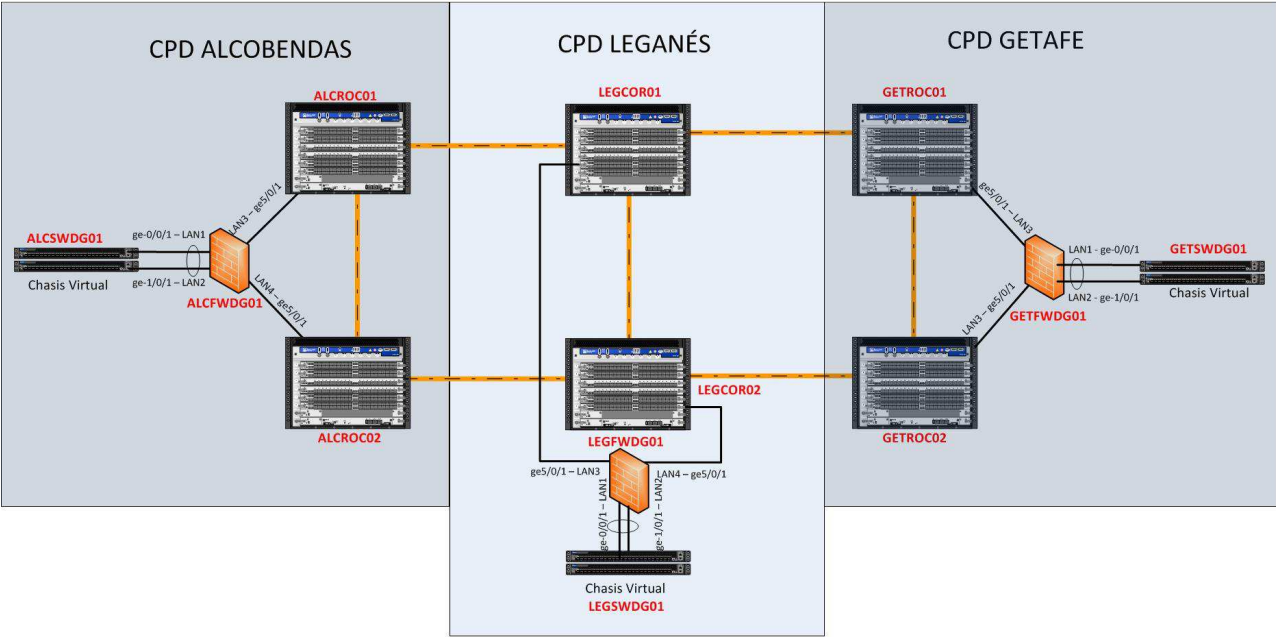 CPD ALCOBENDAS
CPD LEGANÉS
CPD GETAFE
ALCROC01
LEGCOR01
GETROC01
LAN3 – ge5/0/1
ge5/0/1 – LAN3
ALCSWDG01
ge-0/0/1 – LAN1
LAN1 - ge-0/0/1
GETSWDG01
Chasis Virtual
ge-1/0/1 – LAN2
ALCFWDG01
LAN4 – ge5/0/1
LAN3 – ge5/0/1
GETFWDG01
LAN2 - ge-1/0/1
Chasis Virtual
LEGCOR02
ALCROC02
LEGFWDG01
GETROC02
ge5/0/1 – LAN3
LAN4 – ge5/0/1
ge-0/0/1 – LAN1
ge-1/0/1 – LAN2
Chasis Virtual
LEGSWDG01